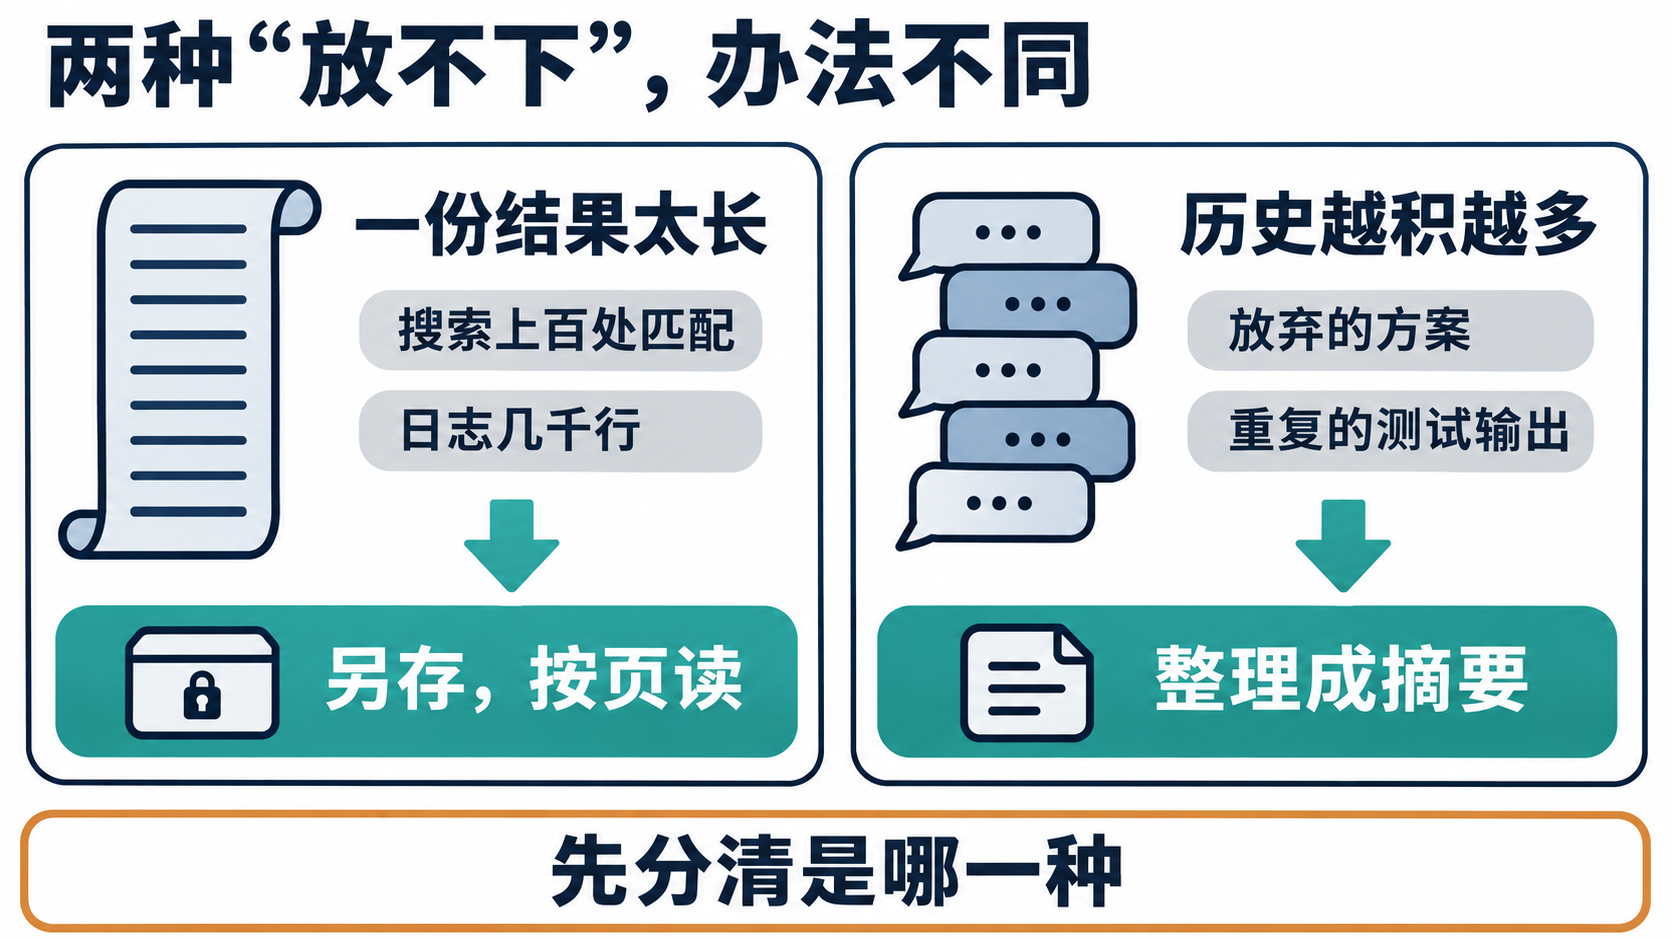 两种“放不下”，办法不同
一份结果太长
搜索上百处匹配
日志几千行
另存，按页读
历史越积越多
放弃的方案
重复的测试输出
整理成摘要
先分清是哪一种